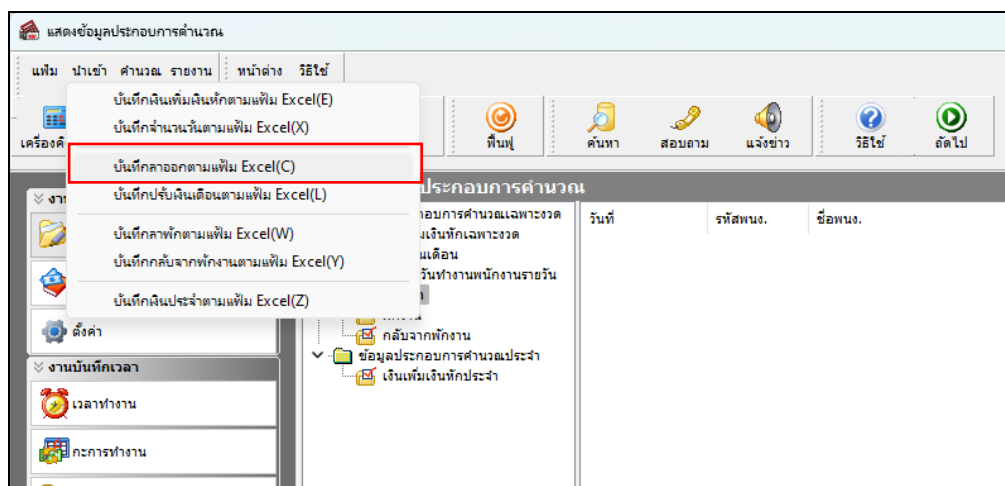 แสดงข้อมูลประกอบการคำนวณ
แฟ้ม นำเข้า คำนวณ รายงาน หน้าต่าง วิธีใช้
บันทึกเงินเพิ่มเงินหักตามแฟ้ม Excel(E)
บันทึกจำนวนวันตามแฟ้ม Excel(X)
บันทึกลาออกตามแฟ้ม Excel(C)
บันทึกปรับเงินเดือนตามแฟ้ม Excel(L)
บันทึกลาพักตามแฟ้ม Excel(W)
บันทึกกลับจากพักงานตามแฟ้ม Excel(Y)
บันทึกเงินประจำตามแฟ้ม Excel(Z)
เครื่องคิ
ฟื้นฟู ค้นหา สอบถาม แจ้งข่าว วิธีใช้ ถัดไป
ประกอบการคำนวณ
งา
ตั้งค่า
งานบันทึกเวลา
เวลาทำงาน
กะการทำงาน
อบการคำนวณเฉพาะงวด
มเงินหักเฉพาะงวด
นเดือน
วันทำงานพนักงานรายวัน
กลับจากพักงาน
ข้อมูลประกอบการคำนวณประจำ
เงินเพิ่มเงินหักประจำ
วันที่ รหัสพนง. ชื่อพนง.